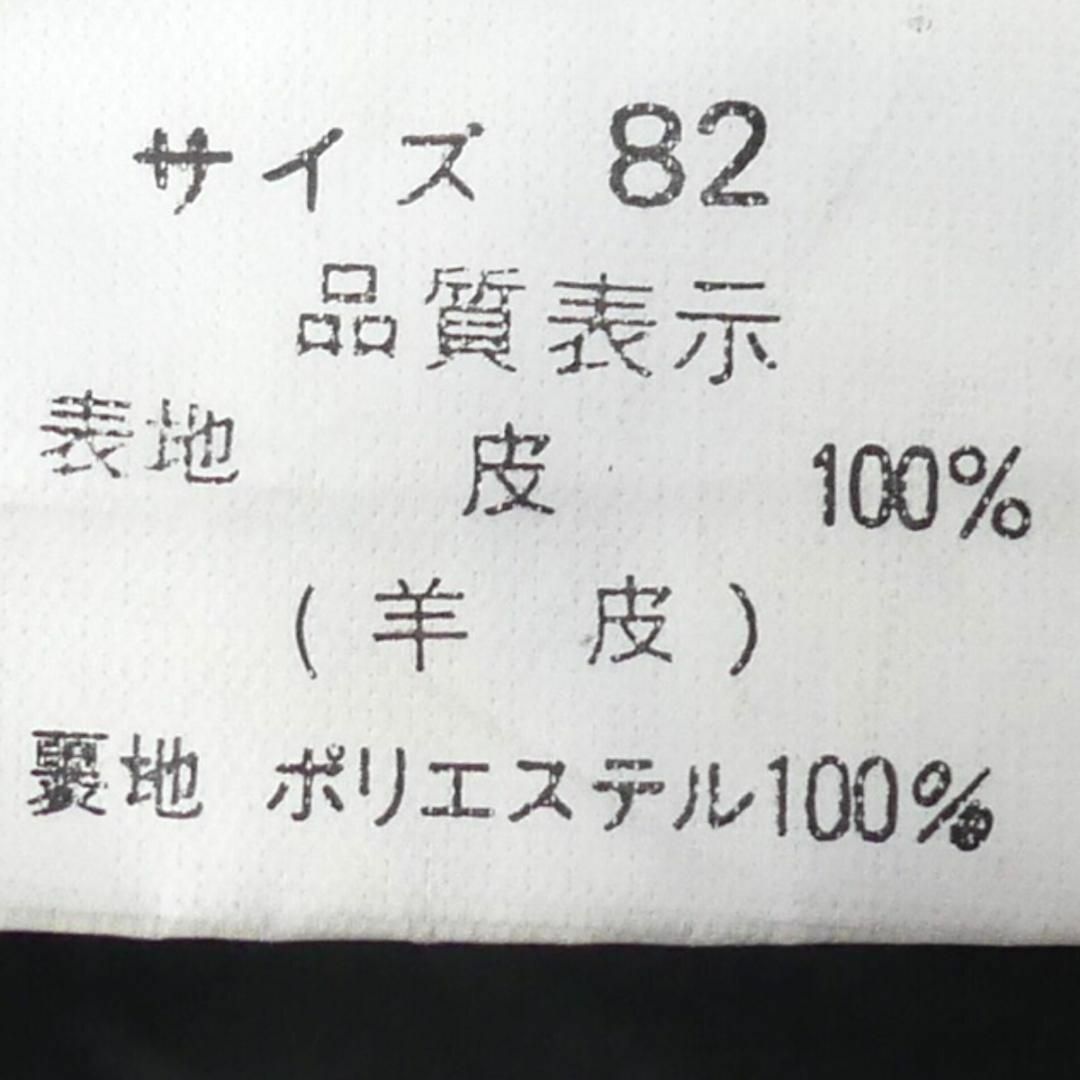 サイズ 82
品質表示
表地 皮 100%
(羊 皮)
裏地 ポリエステル100%